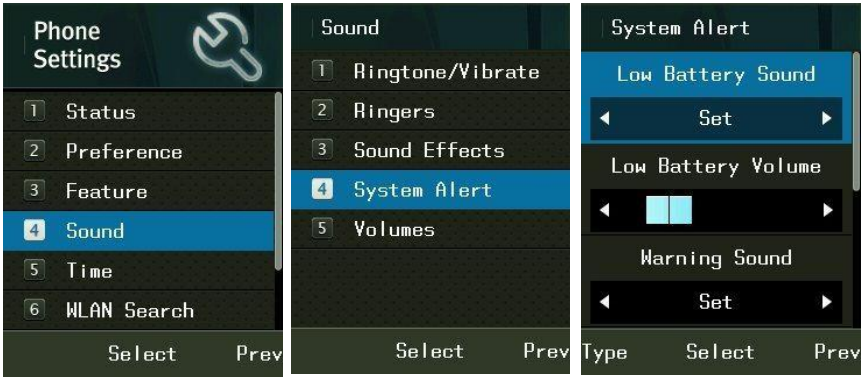 Phone
Settings
1 Status
2 Preference
3 Feature
4 Sound
5 Time
6 WLAN Search
Select Prev
Sound
1 Ringtone/Vibrate
2 Ringers
3 Sound Effects
4 System Alert
5 Volumes
Select Prev
System Alert
Low Battery Sound
Set
Low Battery Volume
Warning Sound
Set
Type Select Prev